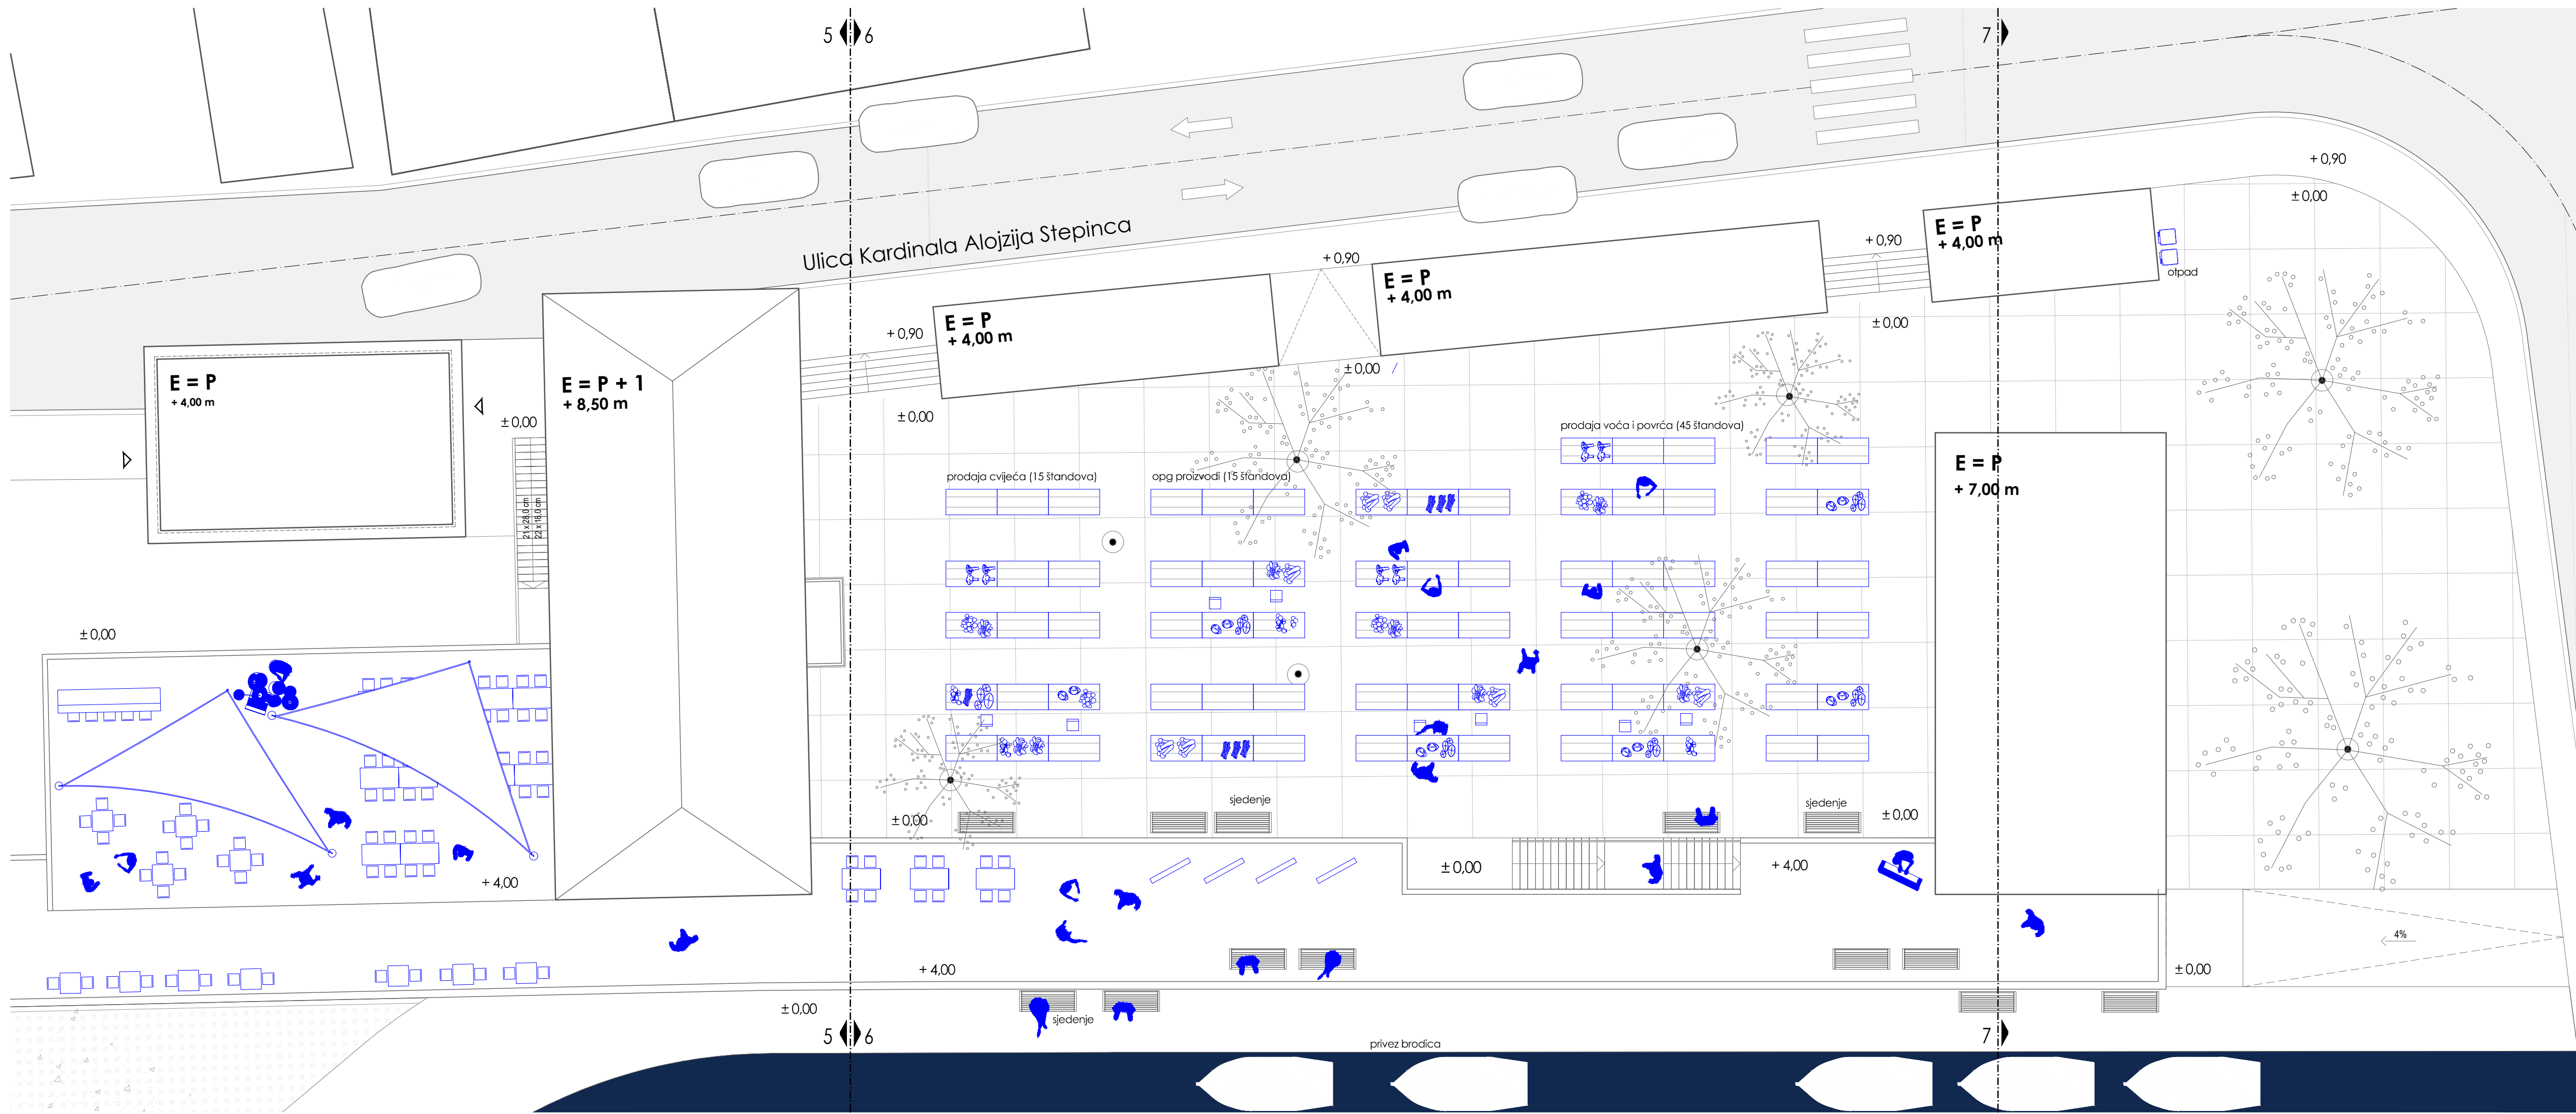 5 6
7
+ 0,90
± 0,00
E = P
+ 4,00 m
Ulica Kardinala Alojzija Stepinca
+ 0,90
+ 0,90
otpad
E = P
+ 4,00 m
E = P
+ 4,00 m
± 0,00
+ 0,90
± 0,00
E = P
+ 4,00 m
E = P + 1
+ 8,50 m
± 0,00
± 0,00
prodaja voća i povrća (45 štandova)
E = P
+ 7,00 m
prodaja cvijeća (15 štandova)
opg proizvodi (15 štandova)
21 x 28.0 cm
22 x 18.0 cm
± 0,00
sjedenje
sjedenje
± 0,00
± 0,00
± 0,00
+ 4,00
+ 4,00
4%
+ 4,00
± 0,00
± 0,00
sjedenje
5 6
7
privez brodica